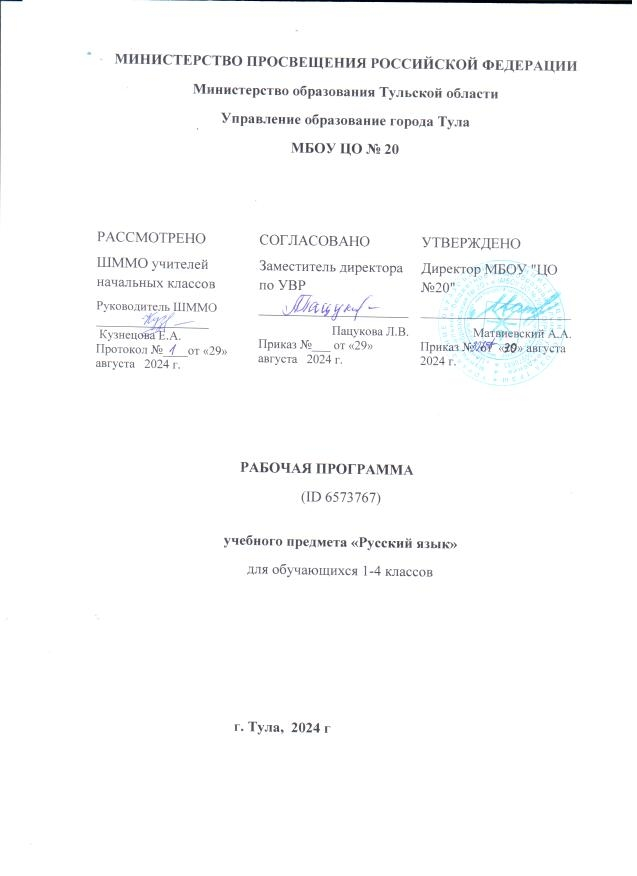 МИНИСТЕРСТВО ПРОСВЕЩЕНИЯ РОССИЙСКОЙ ФЕДЕРАЦИИ
Министерство образования Тульской области
Управление образование города Тула
МБОУ ЦО № 20
РАССМОТРЕНО
ШММО учителей
начальных классов
Руководитель ШММО
Кузнецова Е.А.
Протокол № 1 от «29»
августа 2024 г.
СОГЛАСОВАНО
Заместитель директора
по УВР
Пацукова Л.В.
Приказ №___ от «29»
августа 2024 г.
УТВЕРЖДЕНО
Директор МБОУ "ЦО
№20"
Матвиевский А.А.
Приказ № от «30» августа
2024 г.
РАБОЧАЯ ПРОГРАММА
(ID 6573767)
учебного предмета «Русский язык»
для обучающихся 1-4 классов
г. Тула, 2024 г